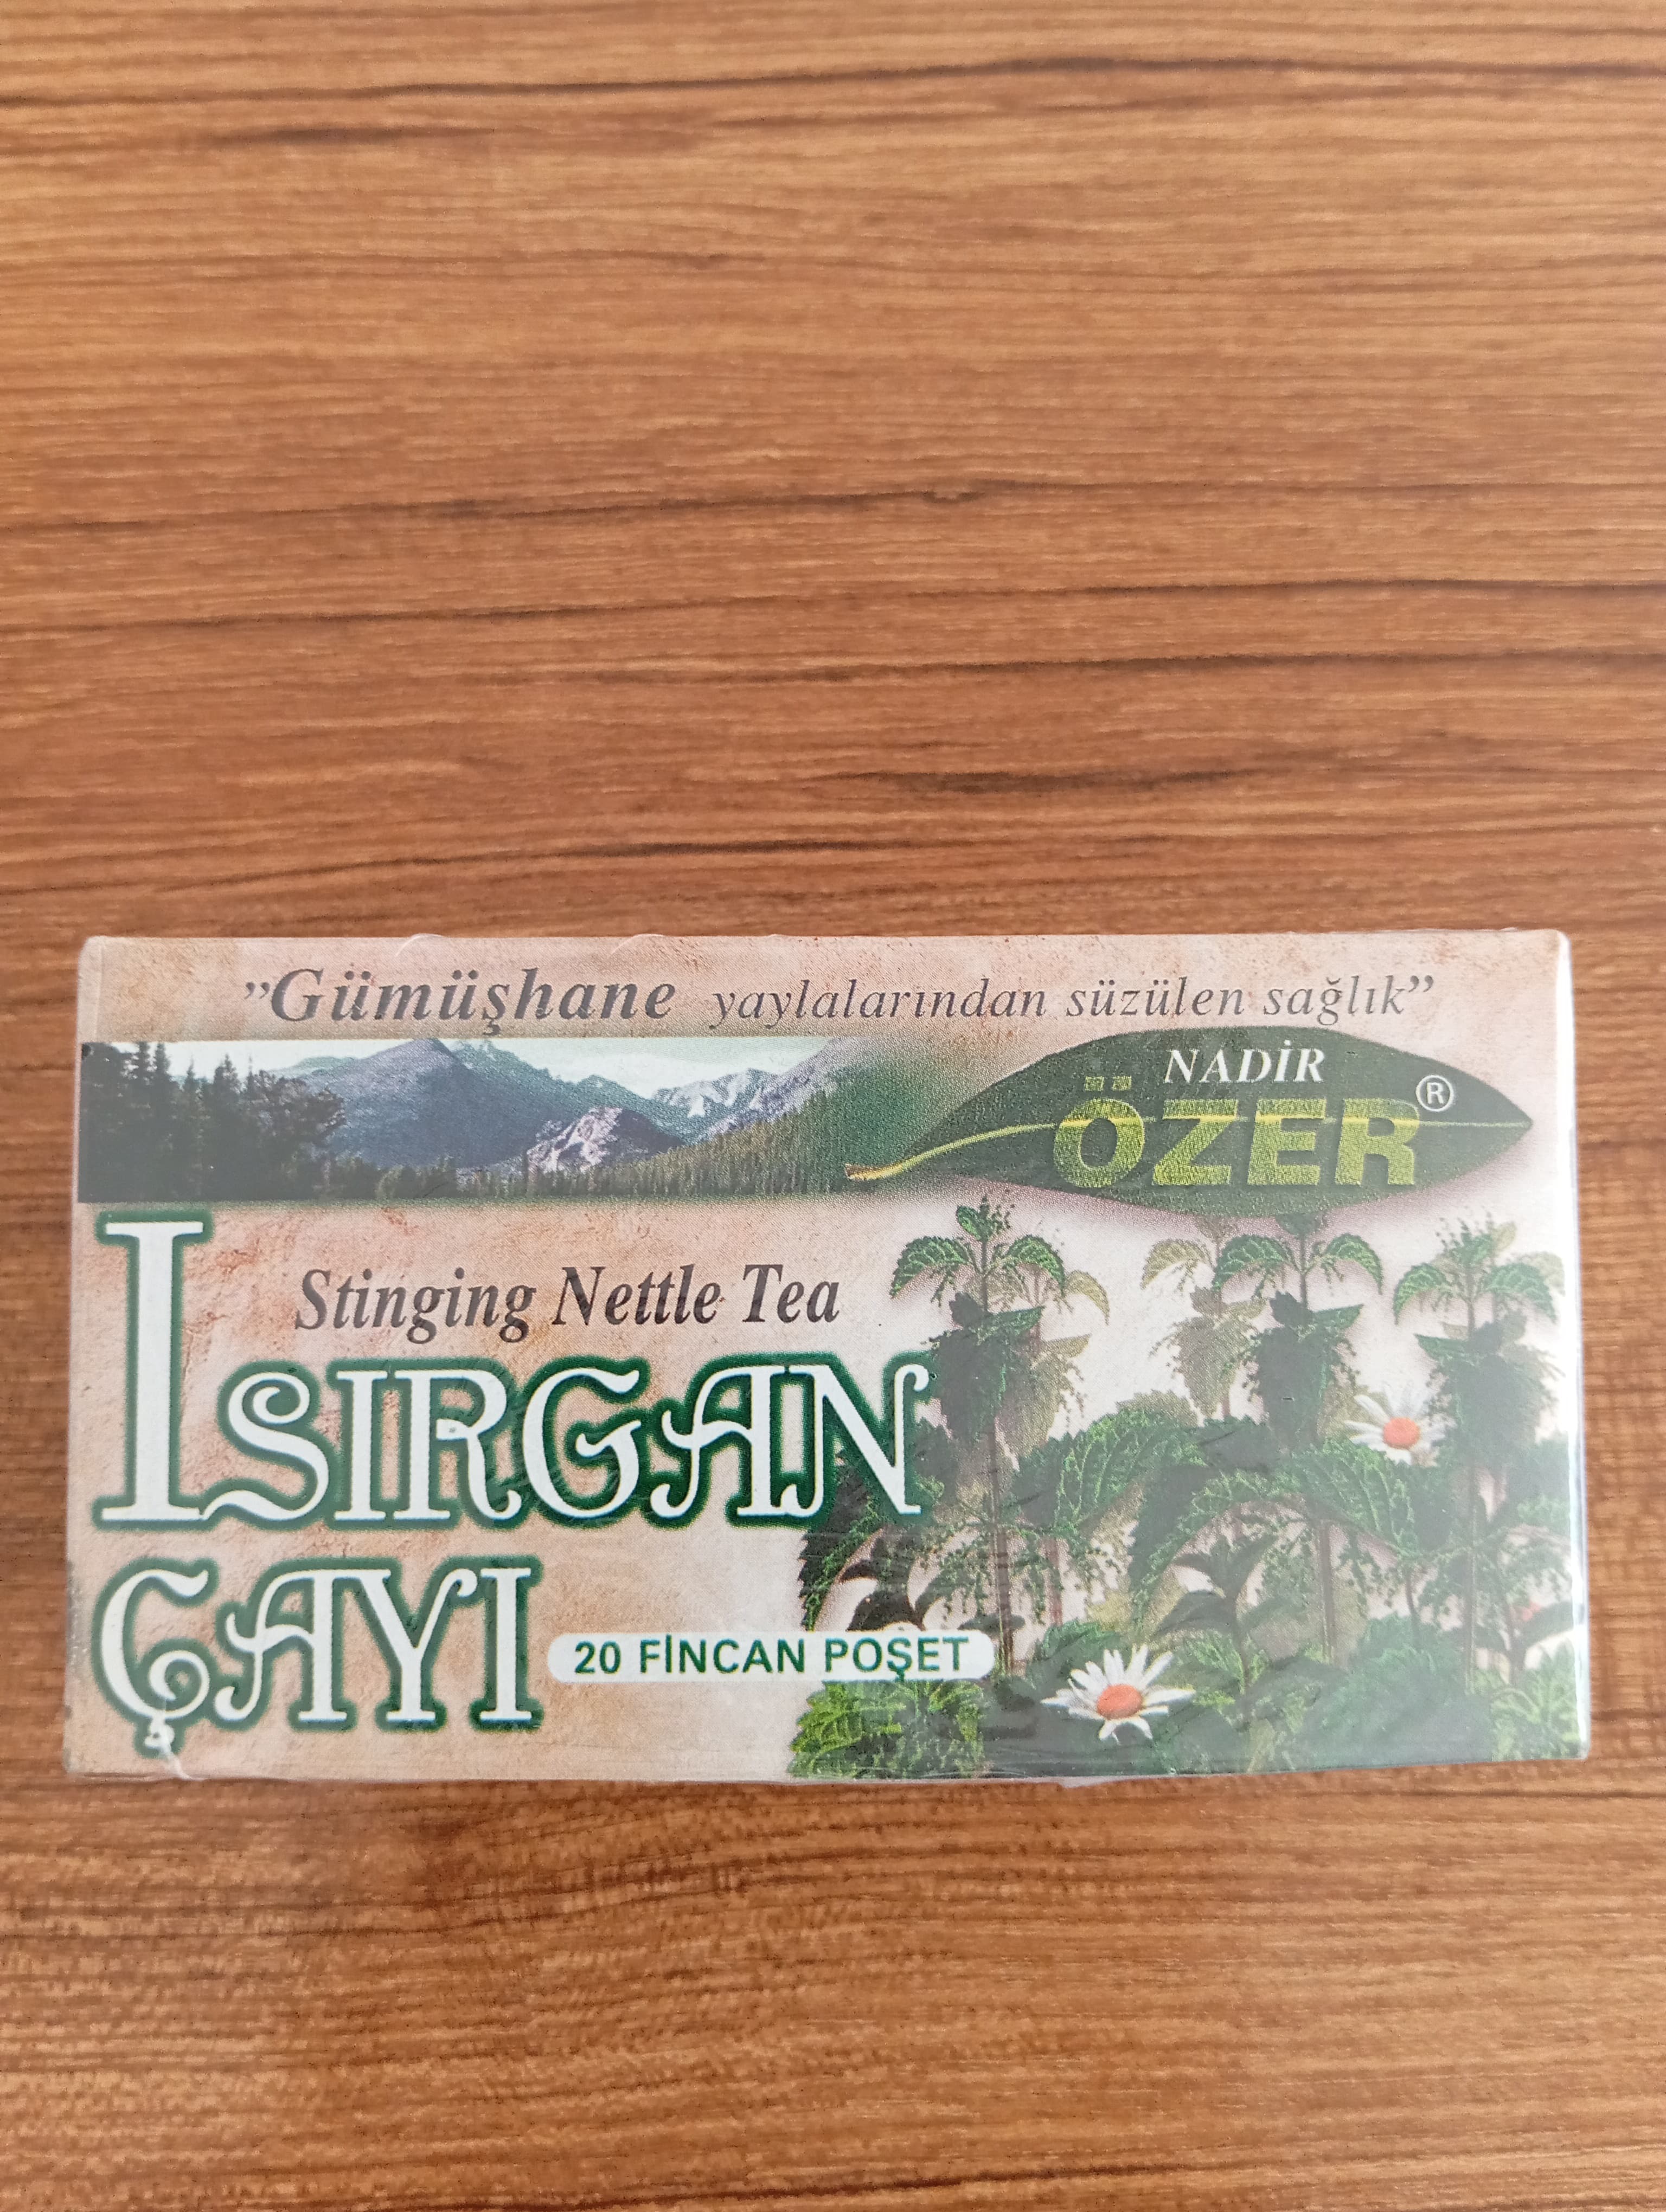 ”Gümüşhane yaylalarından süzülen sağlık”
NADİR
ÖZER®
Stinging Nettle Tea
ISIRGAN
ÇAYI
20 FİNCAN POŞET